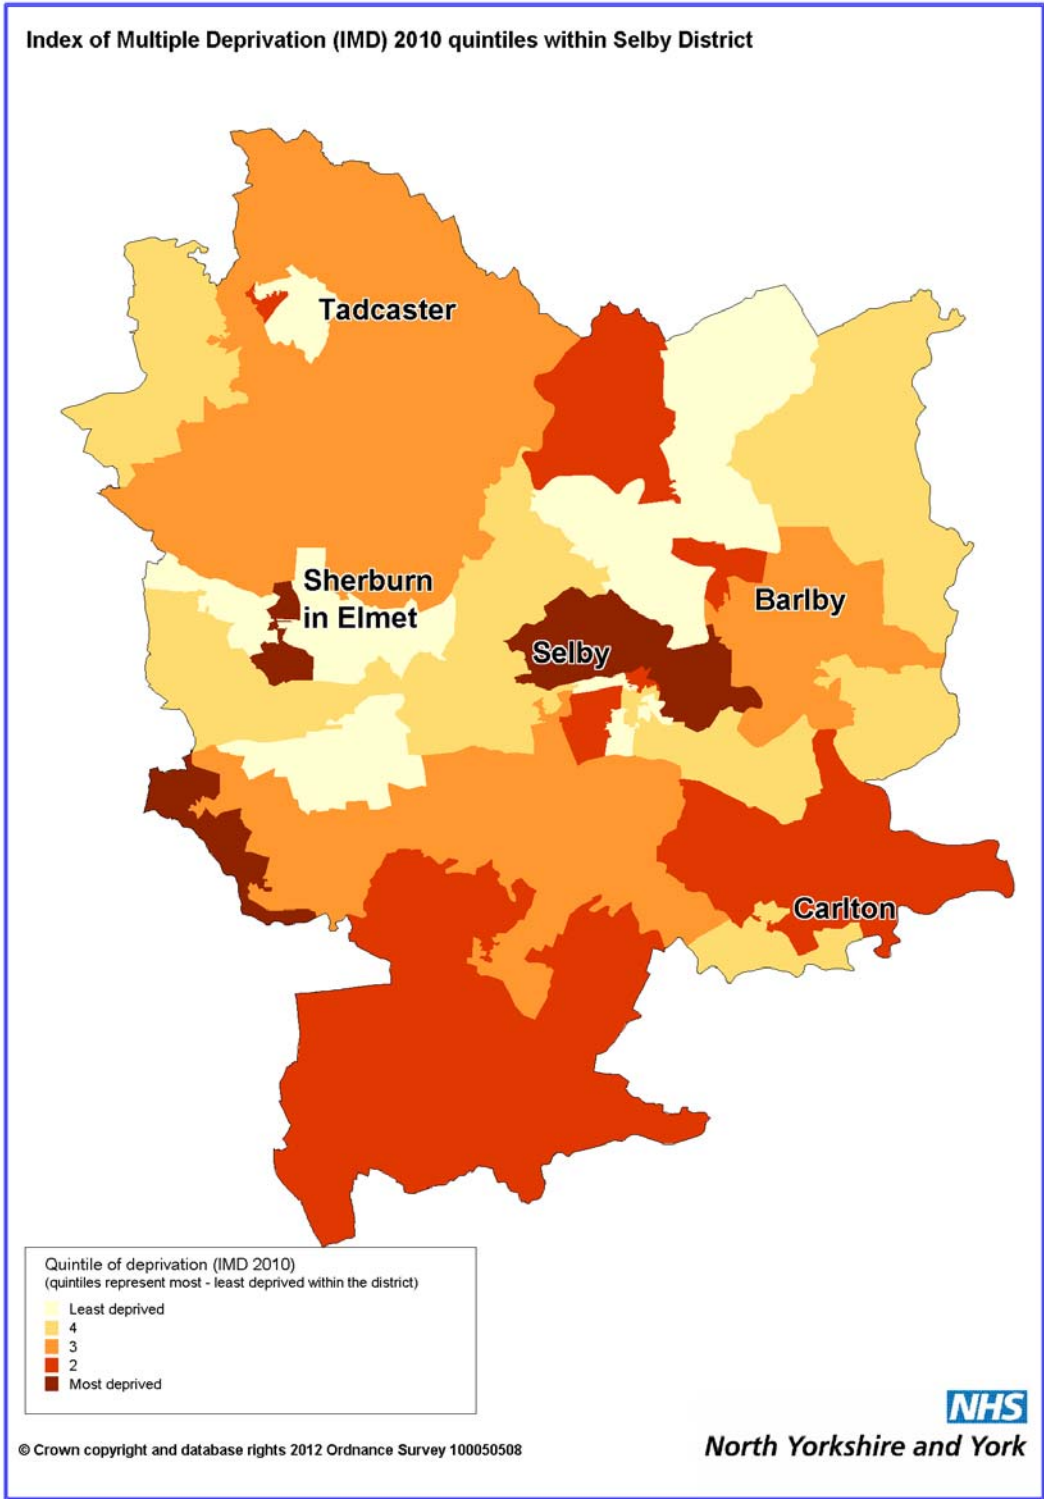 Index of Multiple Deprivation (IMD) 2010 quintiles within Selby District
Tadcaster
Sherburn
in Elmet
Barlby
Selby
Carlton
Quintile of deprivation (IMD 2010)
(quintiles represent most - least deprived within the district)
Least deprived
4
3
2
Most deprived
NHS
North Yorkshire and York
© Crown copyright and database rights 2012 Ordnance Survey 100050508